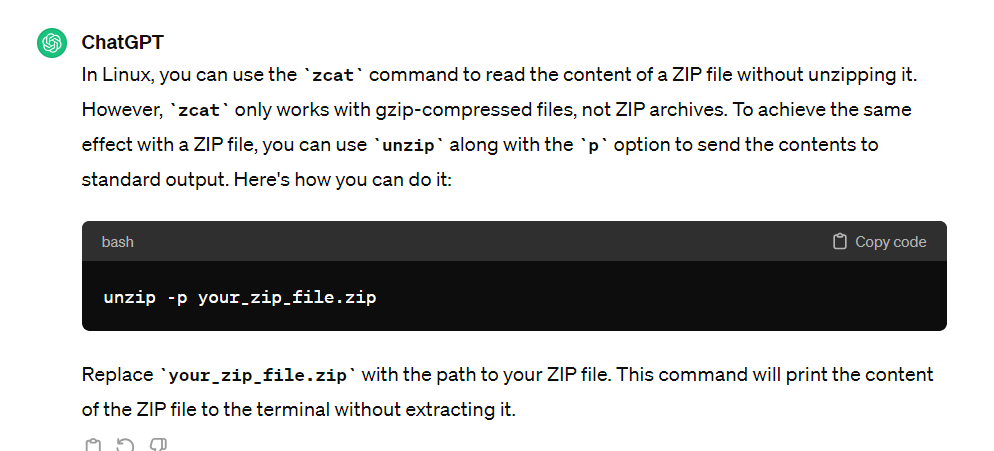 ChatGPT
In Linux, you can use the `zcat` command to read the content of a ZIP file without unzipping it.
However, `zcat` only works with gzip-compressed files, not ZIP archives. To achieve the same
effect with a ZIP file, you can use `unzip` along with the `p` option to send the contents to
standard output. Here's how you can do it:
bash Copy code
unzip -p your_zip_file.zip
Replace `your_zip_file.zip` with the path to your ZIP file. This command will print the content
of the ZIP file to the terminal without extracting it.